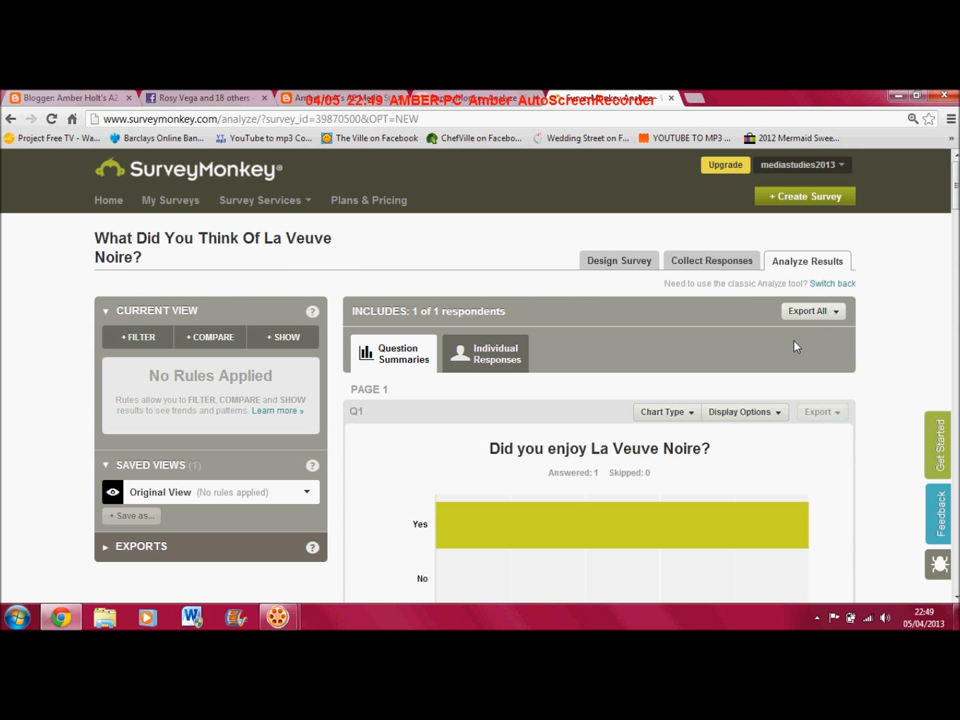 Blogger: Amber Holt's A2
Rosy Vega and 18 others
04/05 22:49 AMBER-PC Amber AutoScreenRecorder
www.surveymonkey.com/analyze/?survey_id=39870500&OPT=NEW
Project Free TV - Wa...
Barclays Online Ban...
YouTube to mp3 Co...
The Ville on Facebook
ChefVille on Facebo...
Wedding Street on F...
YOUTUBE TO MP3 ...
2012 Mermaid Swee...
SurveyMonkey®
Upgrade
mediastudies2013
Home
My Surveys
Survey Services
Plans & Pricing
+ Create Survey
What Did You Think Of La Veuve
Noire?
Design Survey
Collect Responses
Analyze Results
Need to use the classic Analyze tool? Switch back
CURRENT VIEW
?
+ FILTER
+ COMPARE
+ SHOW
No Rules Applied
Rules allow you to FILTER, COMPARE and SHOW
results to see trends and patterns. Learn more »
SAVED VIEWS (1)
?
Original View (No rules applied)
+ Save as...
EXPORTS
?
INCLUDES: 1 of 1 respondents
Export All
Question
Summaries
Individual
Responses
PAGE 1
Q1
Chart Type
Display Options
Export
Did you enjoy La Veuve Noire?
Answered: 1 Skipped: 0
Yes
No
Get Started
Feedback
22:49
05/04/2013